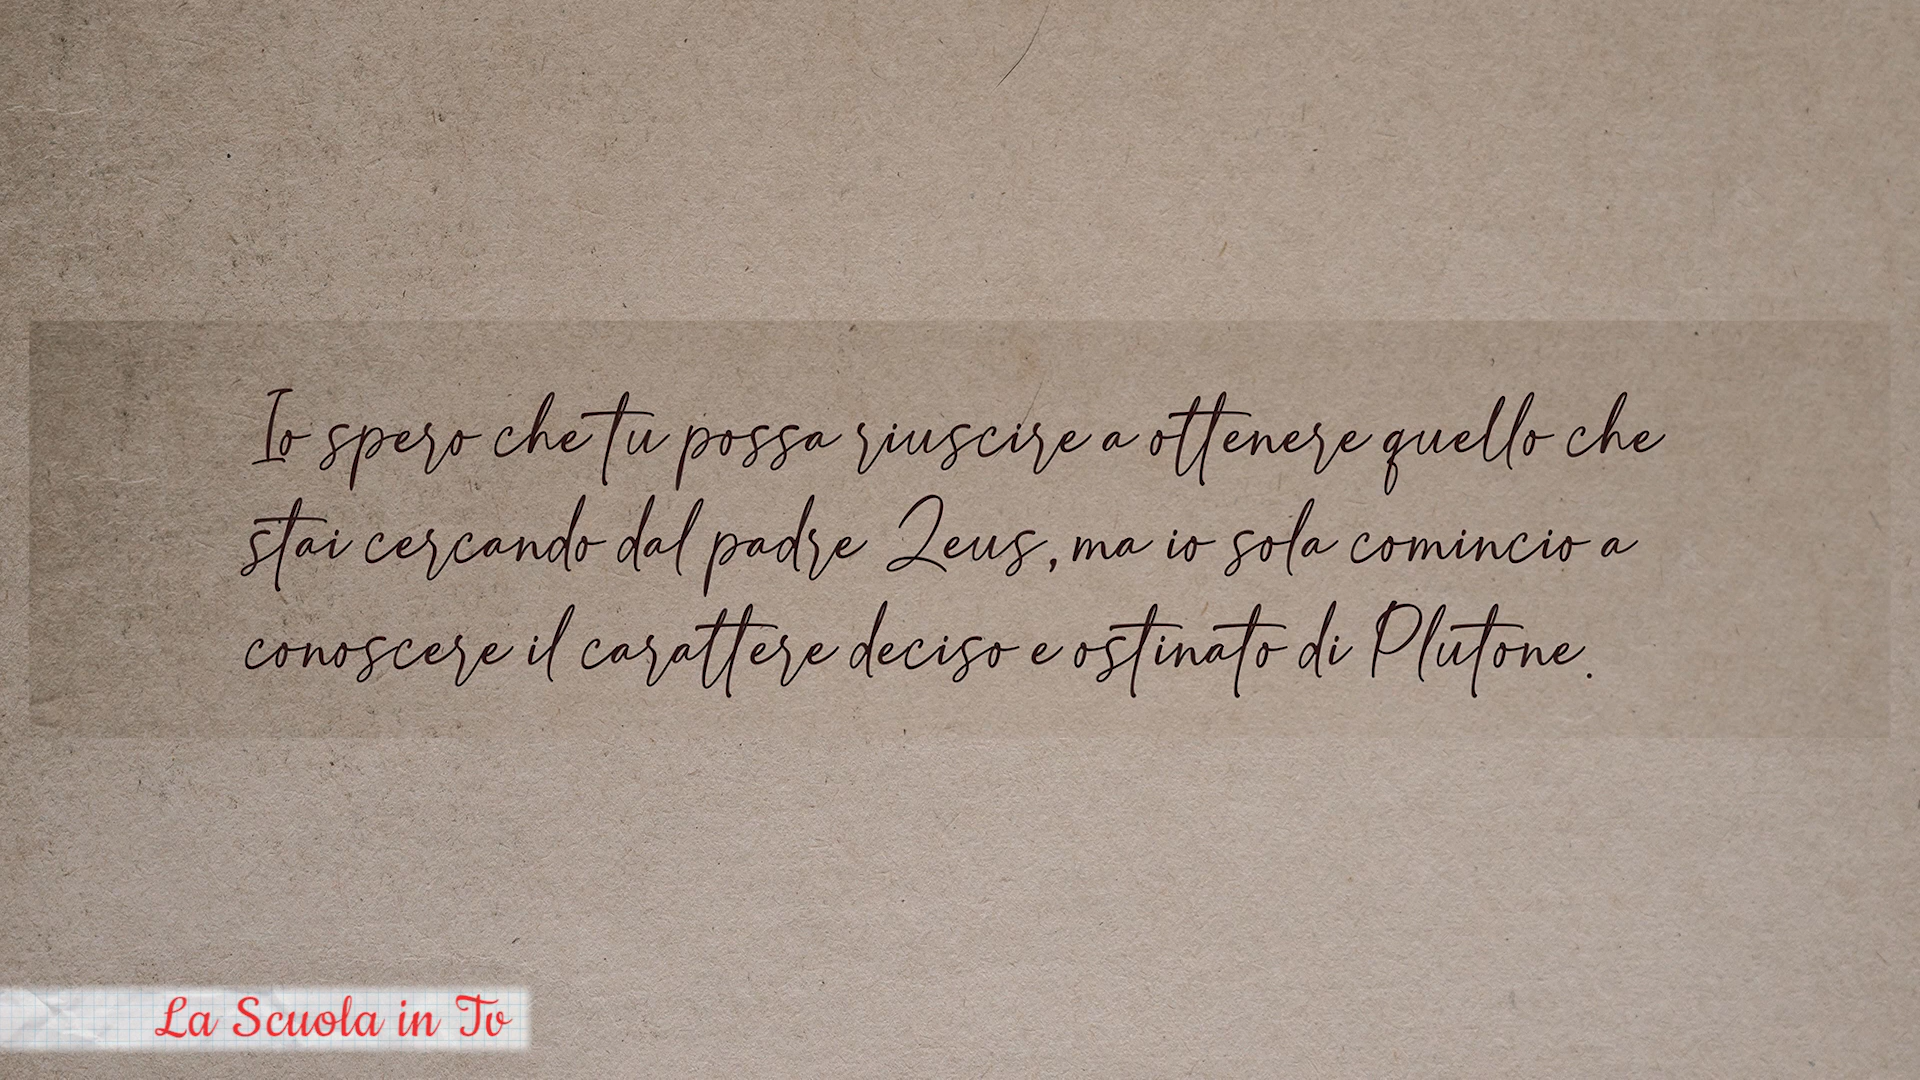 Io spero che tu possa riuscire a ottenere quello che
stai cercando dal padre Zeus, ma io sola comincio a
conoscere il carattere deciso e ostinato di Plutone.
La Scuola in Tv